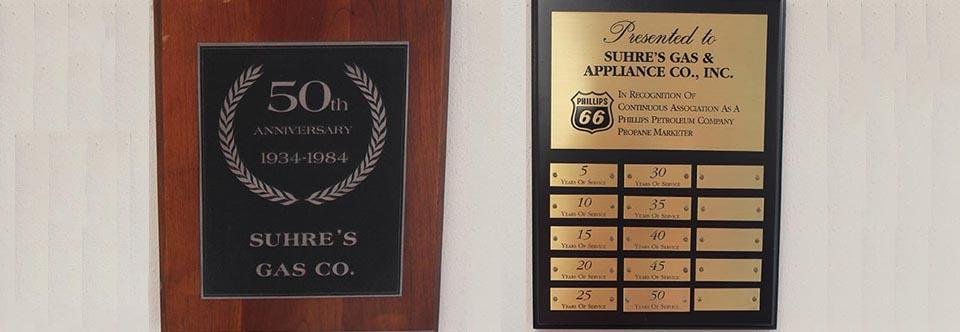 50th
ANNIVERSARY
1934-1984
SUHRE'S
GAS CO.
Presented to
SUHRE'S GAS &
APPLIANCE CO., INC.
PHILLIPS
66
IN RECOGNITION OF
CONTINUOUS ASSOCIATION AS A
PHILLIPS PETROLEUM COMPANY
PROPANE MARKETER
5
YEARS OF SERVICE
10
YEARS OF SERVICE
15
YEARS OF SERVICE
20
YEARS OF SERVICE
25
YEARS OF SERVICE
30
YEARS OF SERVICE
35
YEARS OF SERVICE
40
YEARS OF SERVICE
45
YEARS OF SERVICE
50
YEARS OF SERVICE